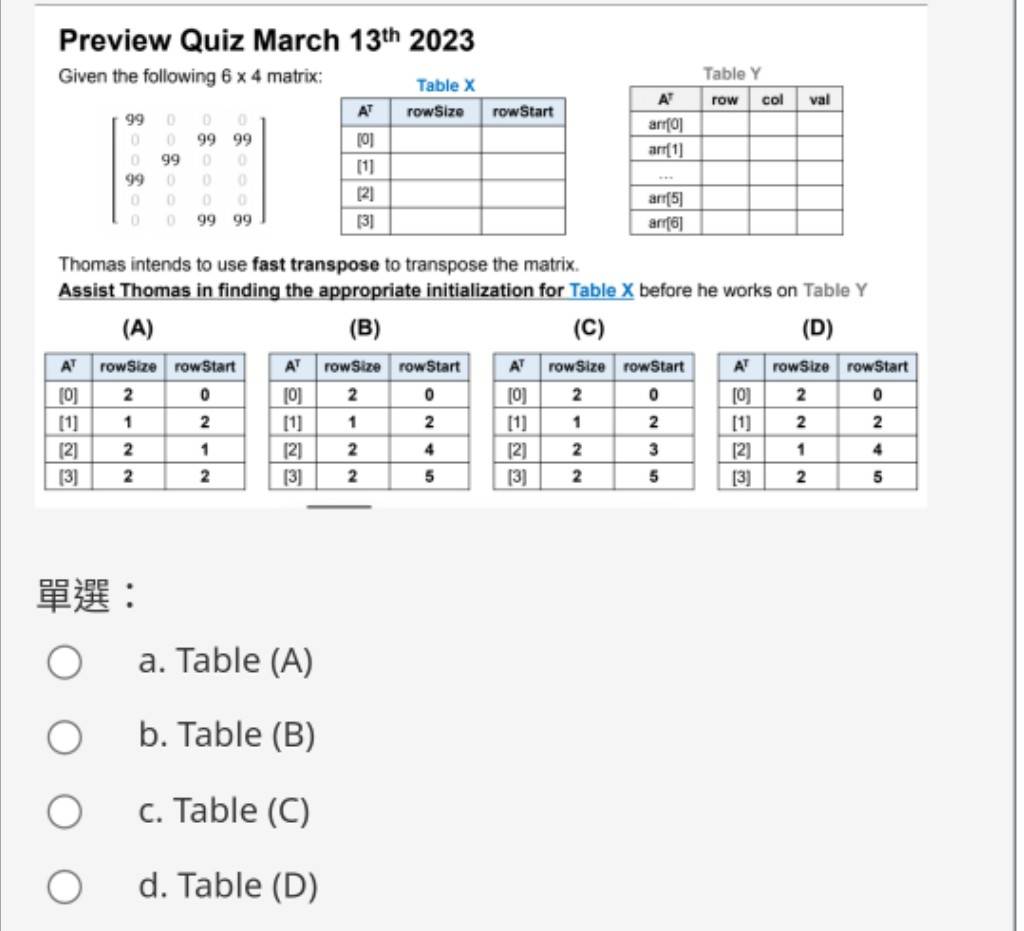 Preview Quiz March 13th 2023
Given the following 6 x 4 matrix:
Table X
Table Y
99 0 0 0
0 0 99 99
0 99 0 0
99 0 0 0
0 0 0 0
0 0 99 99
Aᵀ rowSize rowStart
[0]
[1]
[2]
[3]
Aᵀ row col val
arr[0]
arr[1]
...
arr[5]
arr[6]
Thomas intends to use fast transpose to transpose the matrix.
Assist Thomas in finding the appropriate initialization for Table X before he works on Table Y
(A) (B) (C) (D)
Aᵀ rowSize rowStart Aᵀ rowSize rowStart Aᵀ rowSize rowStart Aᵀ rowSize rowStart
[0] 2 0 [0] 2 0 [0] 2 0 [0] 2 0
[1] 1 2 [1] 1 2 [1] 1 2 [1] 2 2
[2] 2 1 [2] 2 4 [2] 2 3 [2] 1 4
[3] 2 2 [3] 2 5 [3] 2 5 [3] 2 5
單選：
a. Table (A)
b. Table (B)
c. Table (C)
d. Table (D)